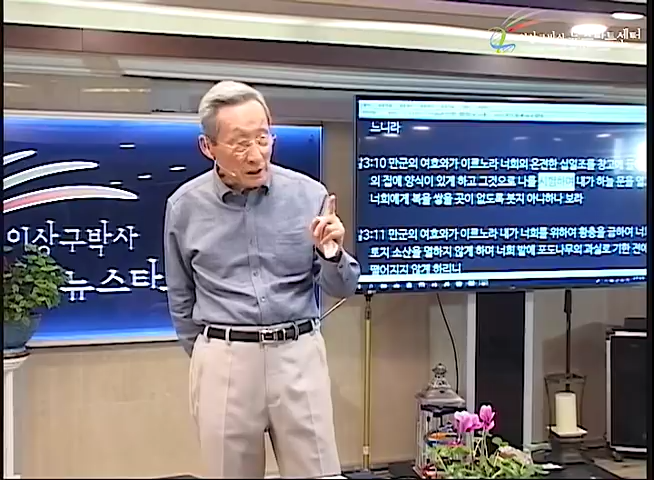 느니라
3:10 만군의 여호와가 이르노라 너희의 온전한 십일조를 창고에
의 집에 양식이 있게 하고 그것으로 나를 시험하여 내가 하늘 문을
너희에게 복을 쌓을 곳이 없도록 붓지 아니하나 보라
3:11 만군의 여호와가 이르노라 내가 너희를 위하여 황충을 금하여
토지 소산을 멸하지 않게 하며 너희 밭에 포도나무의 과실로 기한 전에
떨어지지 않게 하리니
이상구박사
뉴스타